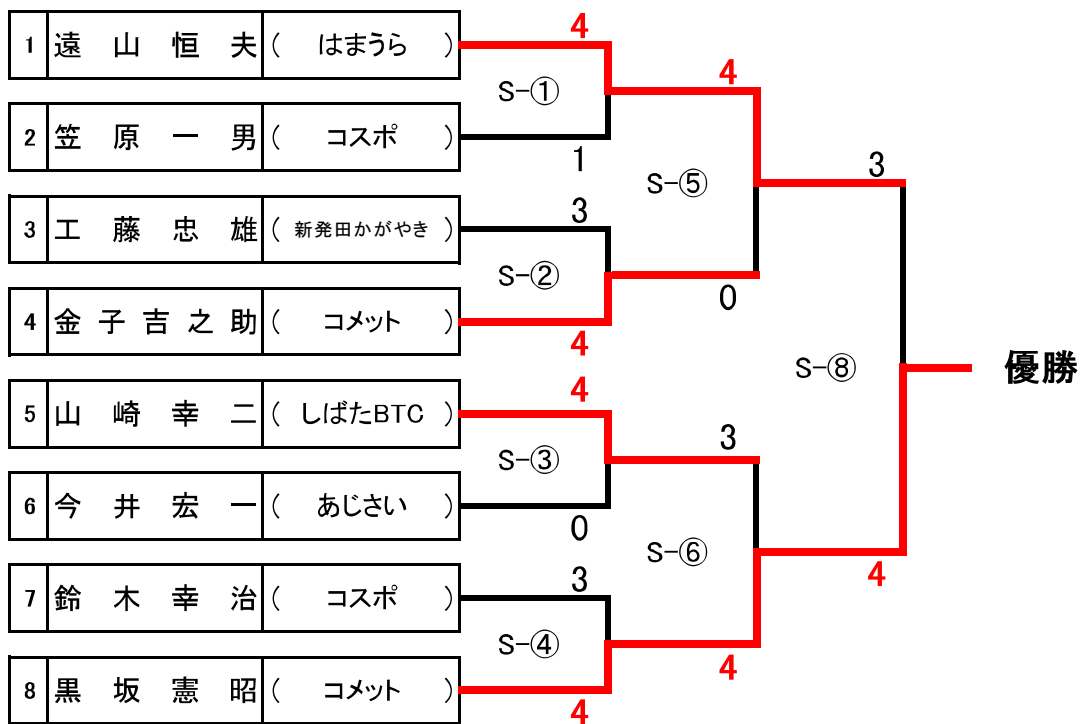 4
1 遠山恒夫 ( はまうら )
4
S-①
2 笠原一男 ( コスポ )
1
3
S-⑤
3
3 工藤忠雄 ( 新発田かがやき )
S-②
0
4 金子吉之助 ( コメット )
4
S-⑧
優勝
4
5 山崎幸二 ( しばたBTC )
3
S-③
6 今井宏一 ( あじさい )
0
S-⑥
3
4
7 鈴木幸治 ( コスポ )
S-④
4
8 黒坂憲昭 ( コメット )
4